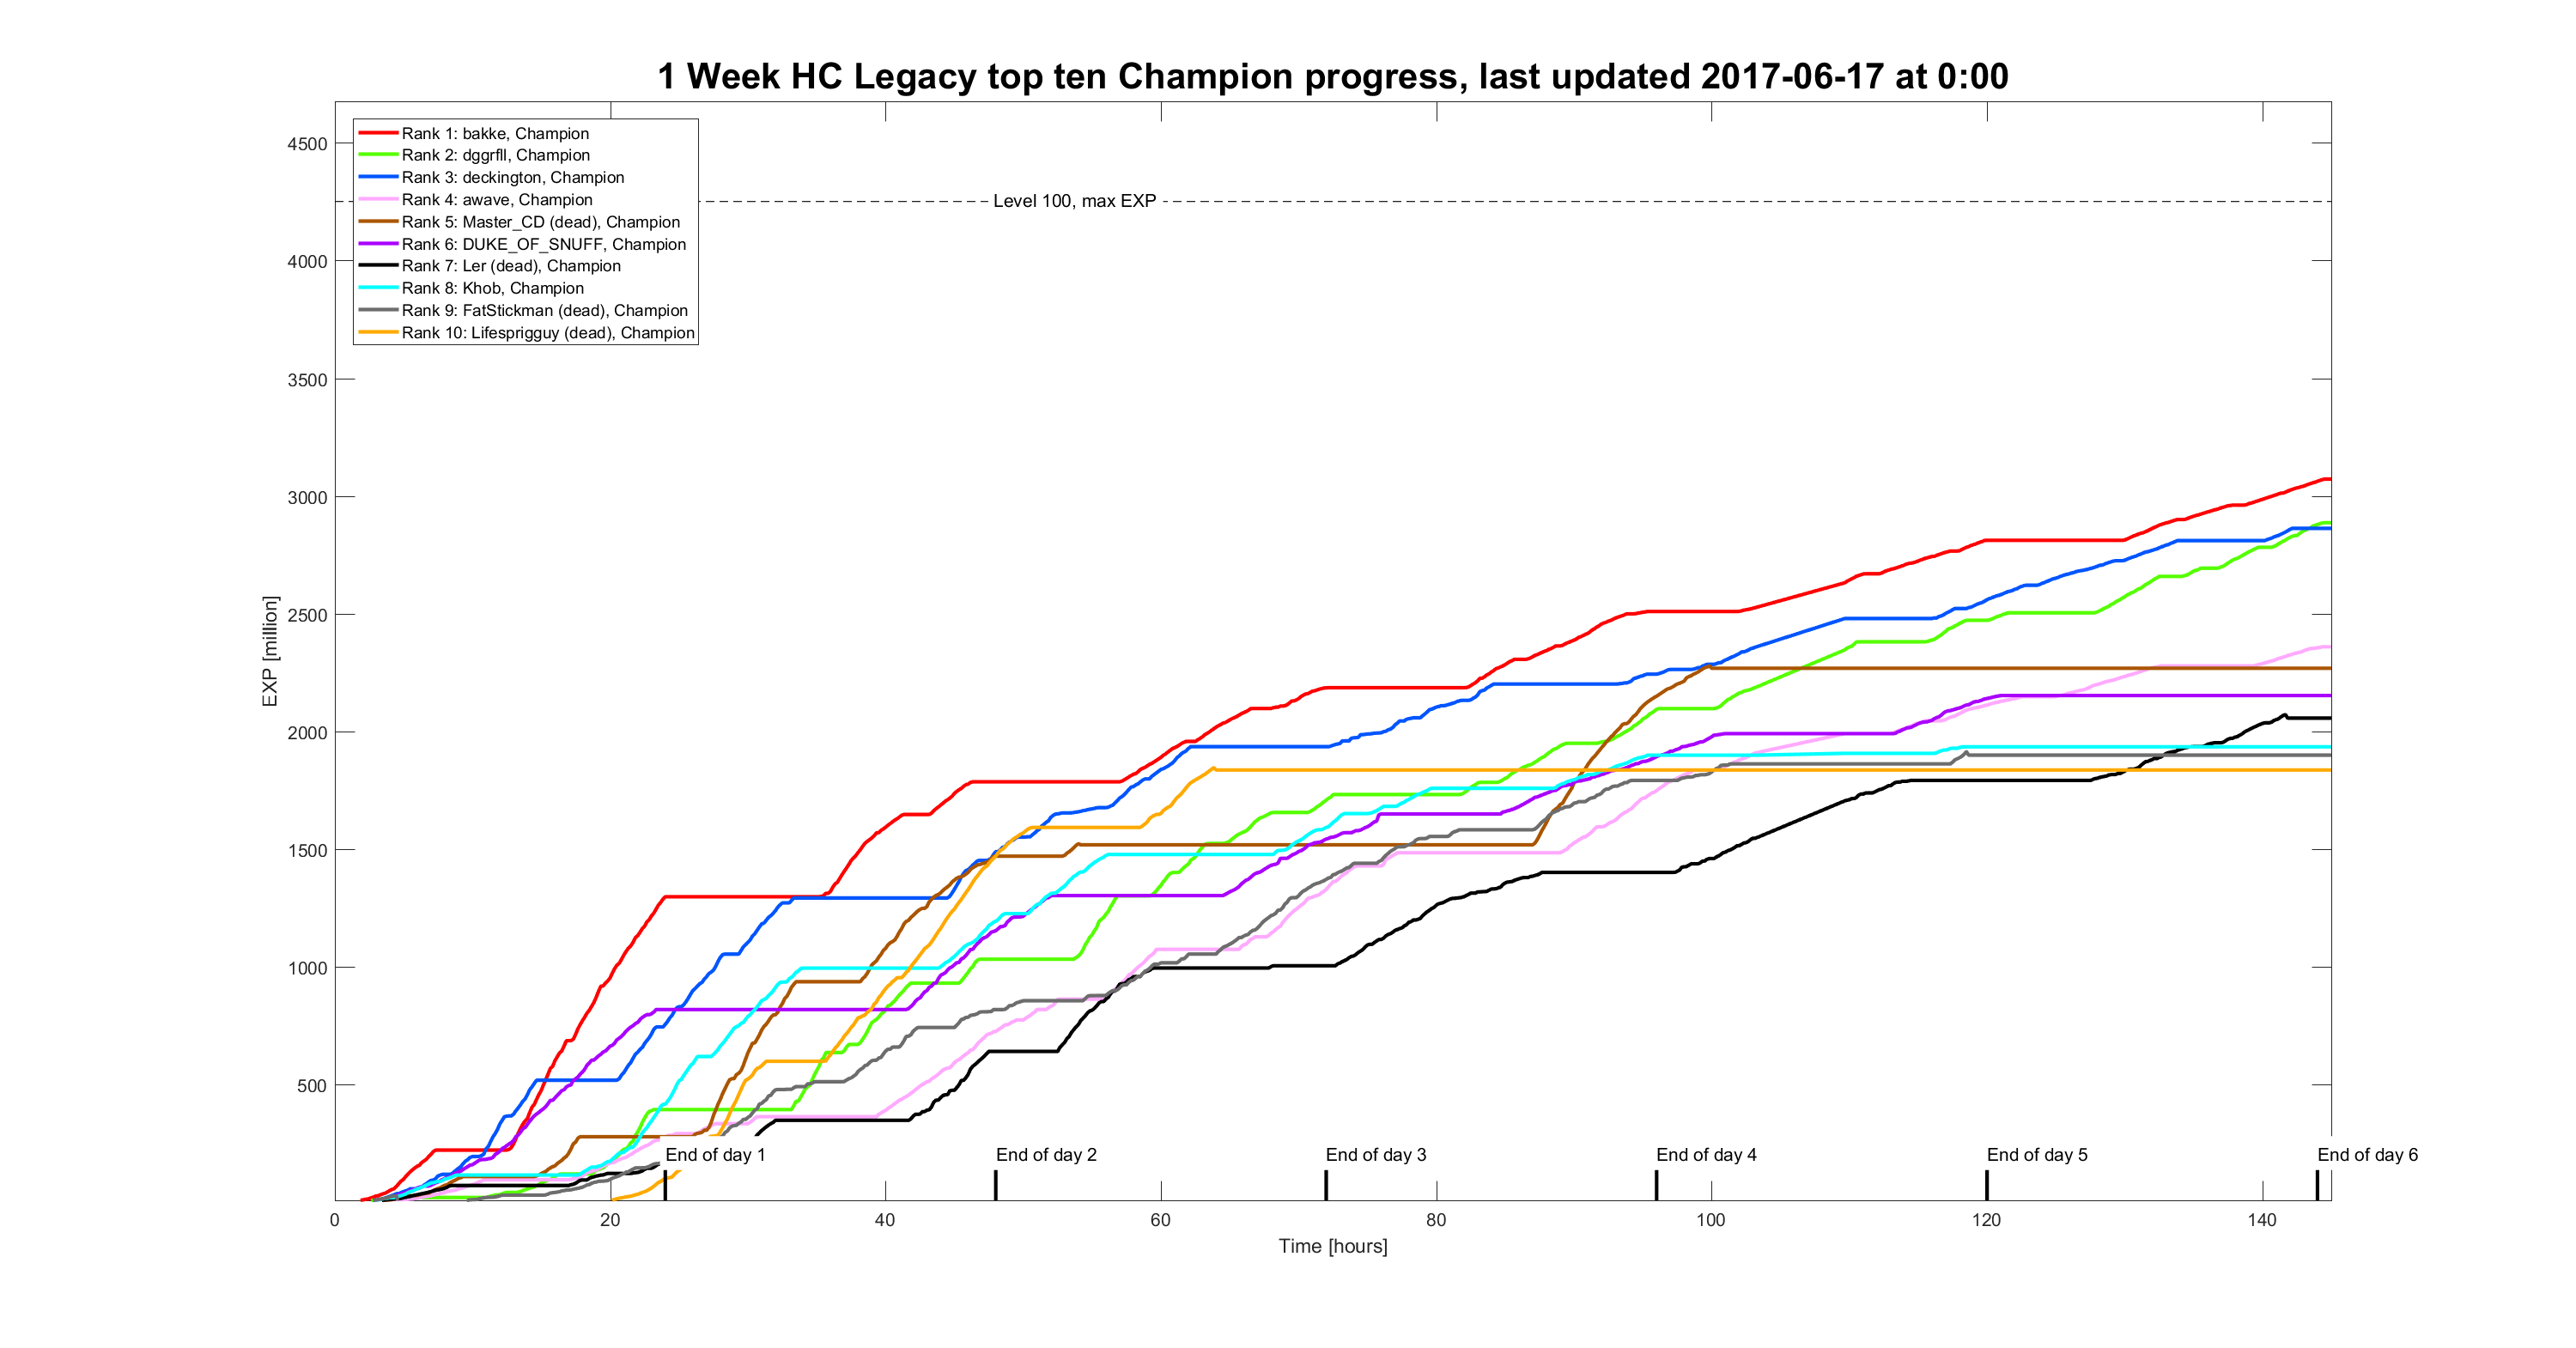 1 Week HC Legacy top ten Champion progress, last updated 2017-06-17 at 0:00
Rank 1: bakke, Champion
Rank 2: dggrfll, Champion
Rank 3: deckington, Champion
Rank 4: awave, Champion
Rank 5: Master_CD (dead), Champion
Rank 6: DUKE_OF_SNUFF, Champion
Rank 7: Ler (dead), Champion
Rank 8: Khob, Champion
Rank 9: FatStickman (dead), Champion
Rank 10: Lifesprigguy (dead), Champion
Level 100, max EXP
4500
4000
3500
3000
2500
2000
1500
1000
500
EXP [million]
End of day 1
End of day 2
End of day 3
End of day 4
End of day 5
End of day 6
0 20 40 60 80 100 120 140
Time [hours]